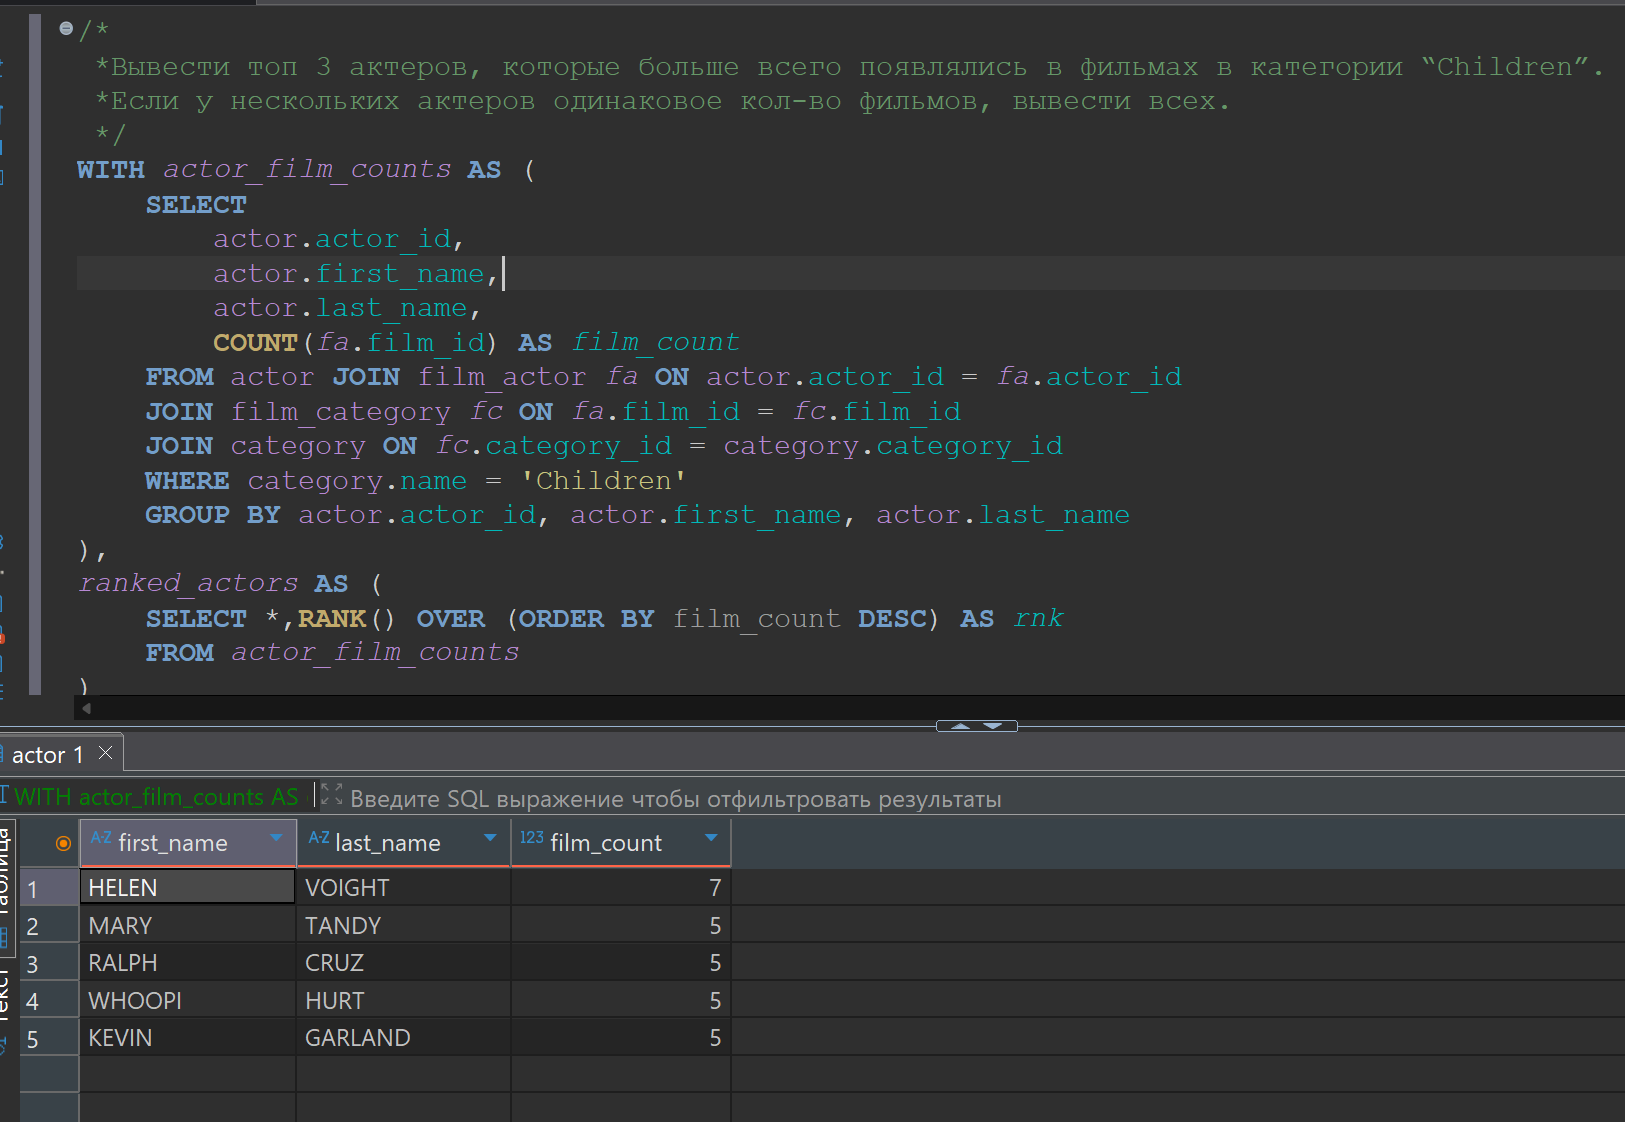 /*
*Вывести топ 3 актеров, которые больше всего появлялись в фильмах в категории “Children”.
*Если у нескольких актеров одинаковое кол-во фильмов, вывести всех.
*/
WITH actor_film_counts AS (
SELECT
actor.actor_id,
actor.first_name,
actor.last_name,
COUNT(fa.film_id) AS film_count
FROM actor JOIN film_actor fa ON actor.actor_id = fa.actor_id
JOIN film_category fc ON fa.film_id = fc.film_id
JOIN category ON fc.category_id = category.category_id
WHERE category.name = 'Children'
GROUP BY actor.actor_id, actor.first_name, actor.last_name
),
ranked_actors AS (
SELECT *,RANK() OVER (ORDER BY film_count DESC) AS rnk
FROM actor_film_counts
)
actor 1
WITH actor_film_counts AS Введите SQL выражение чтобы отфильтровать результаты
A-Z first_name A-Z last_name 123 film_count
1 HELEN VOIGHT 7
2 MARY TANDY 5
3 RALPH CRUZ 5
4 WHOOPI HURT 5
5 KEVIN GARLAND 5